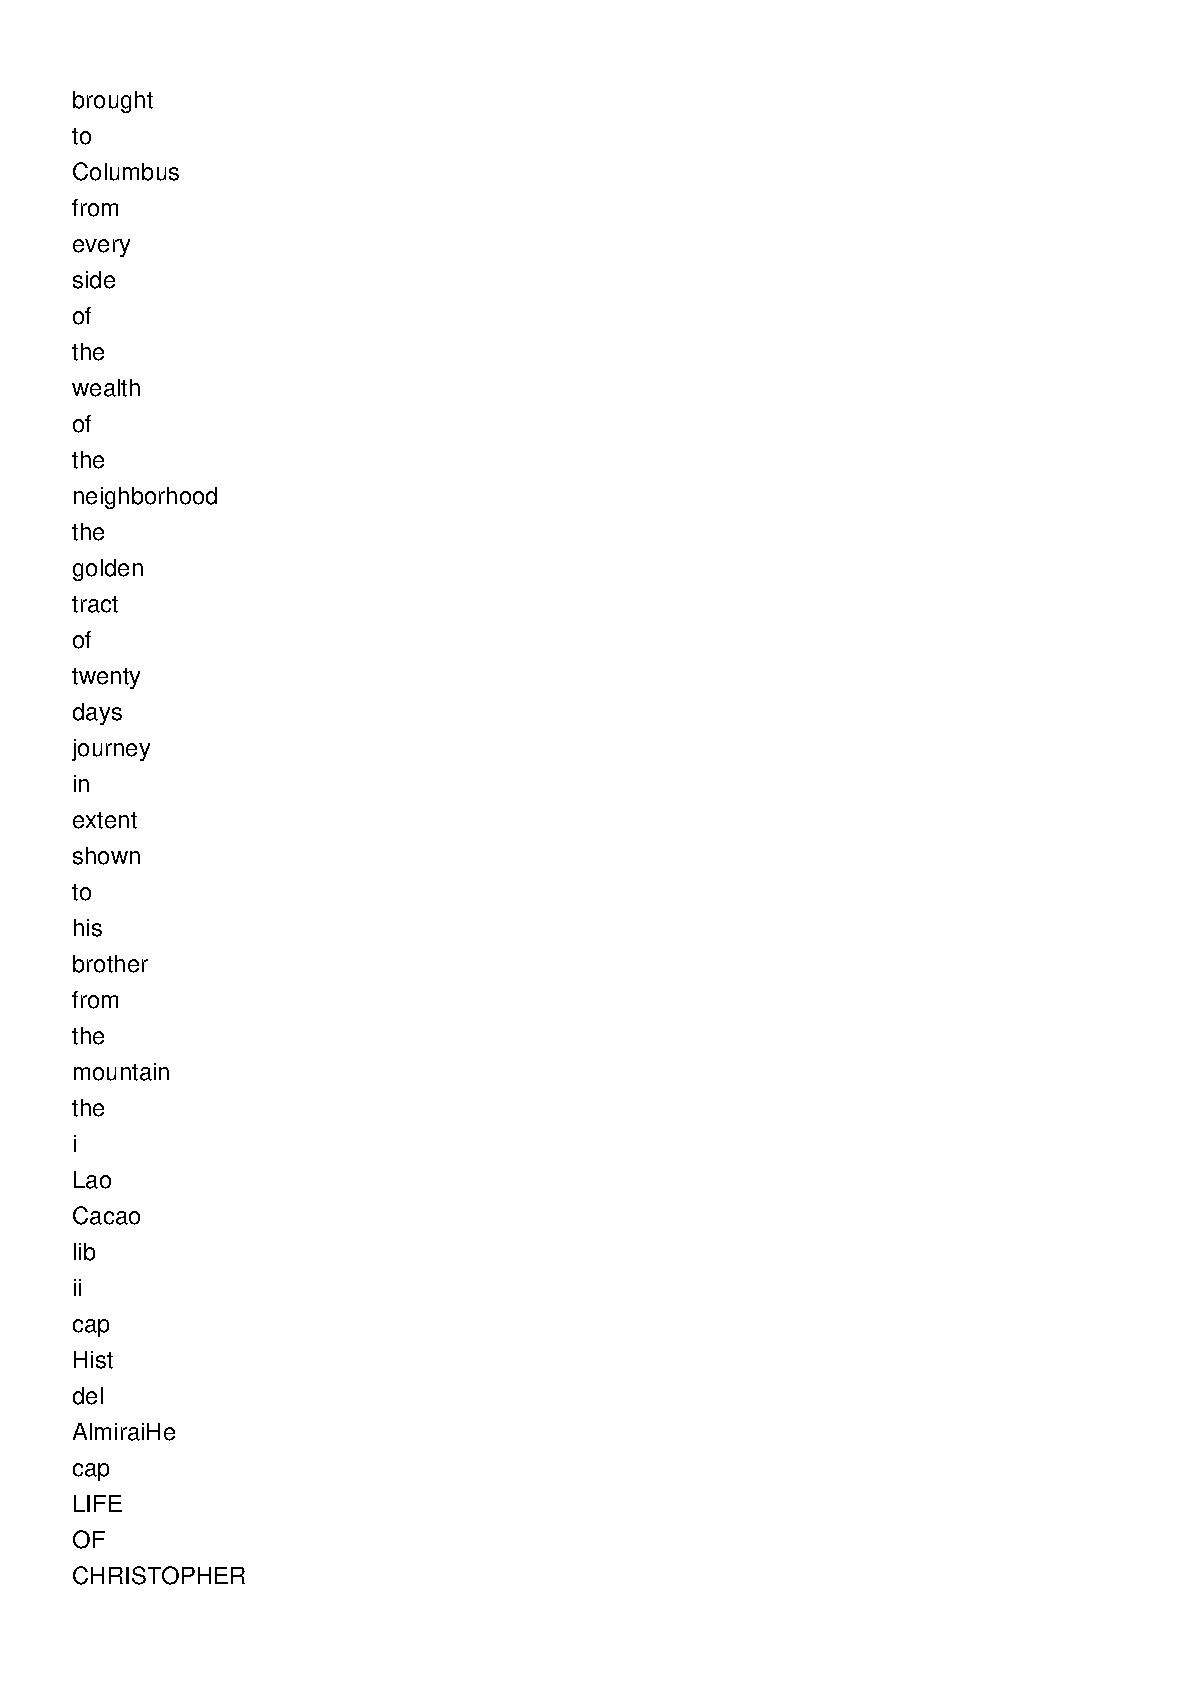 brought
to
Columbus
from
every
side
of
the
wealth
of
the
neighborhood
the
golden
tract
of
twenty
days
journey
in
extent
shown
to
his
brother
from
the
mountain
the
i
Lao
Cacao
lib
ii
cap
Hist
del
AlmiraiHe
cap
LIFE
OF
CHRISTOPHER